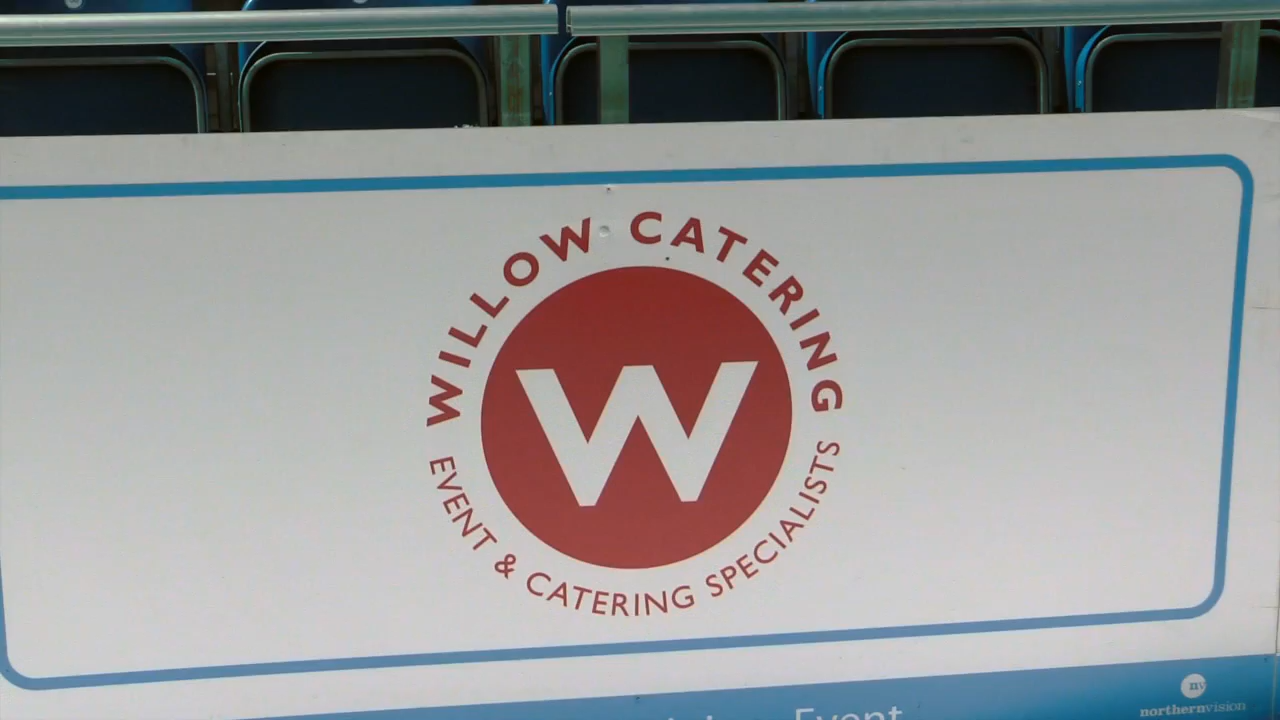 WILLOW CATERING
W
EVENT & CATERING SPECIALISTS
Event
nv
northernvision